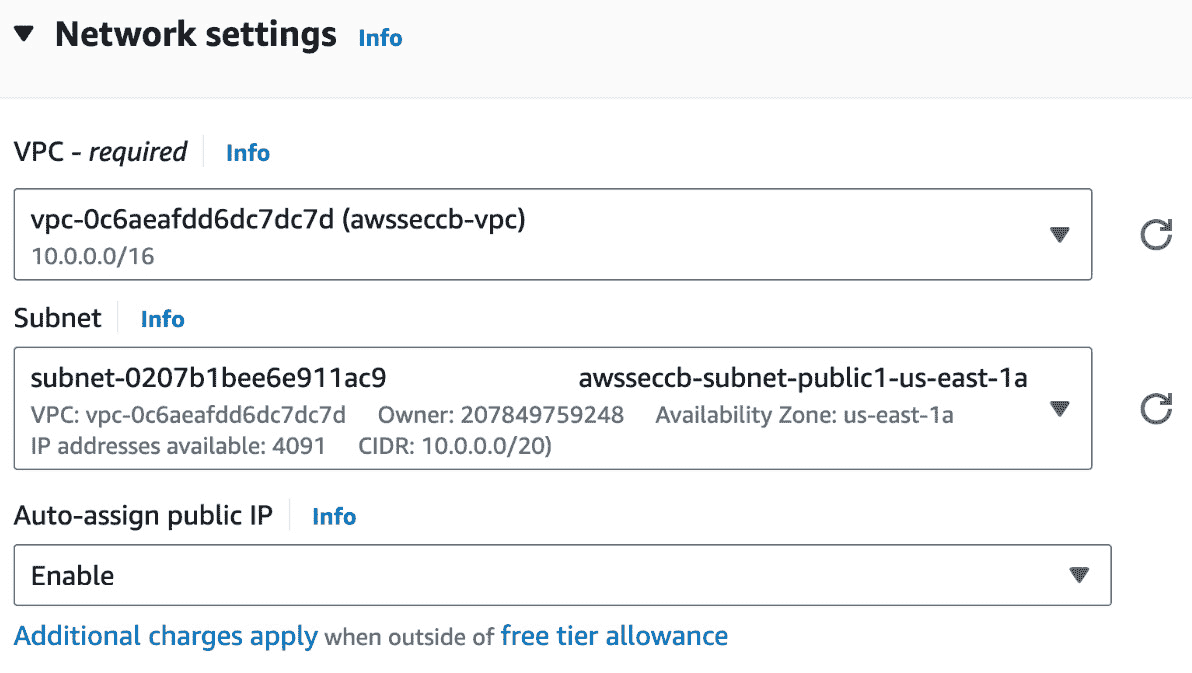 Network settings Info
VPC - required Info
vpc-0c6aeafdd6dc7dc7d (awsseccb-vpc)
10.0.0.0/16
Subnet Info
subnet-0207b1bee6e911ac9 awsseccb-subnet-public1-us-east-1a
VPC: vpc-0c6aeafdd6dc7dc7d Owner: 207849759248 Availability Zone: us-east-1a
IP addresses available: 4091 CIDR: 10.0.0.0/20)
Auto-assign public IP Info
Enable
Additional charges apply when outside of free tier allowance